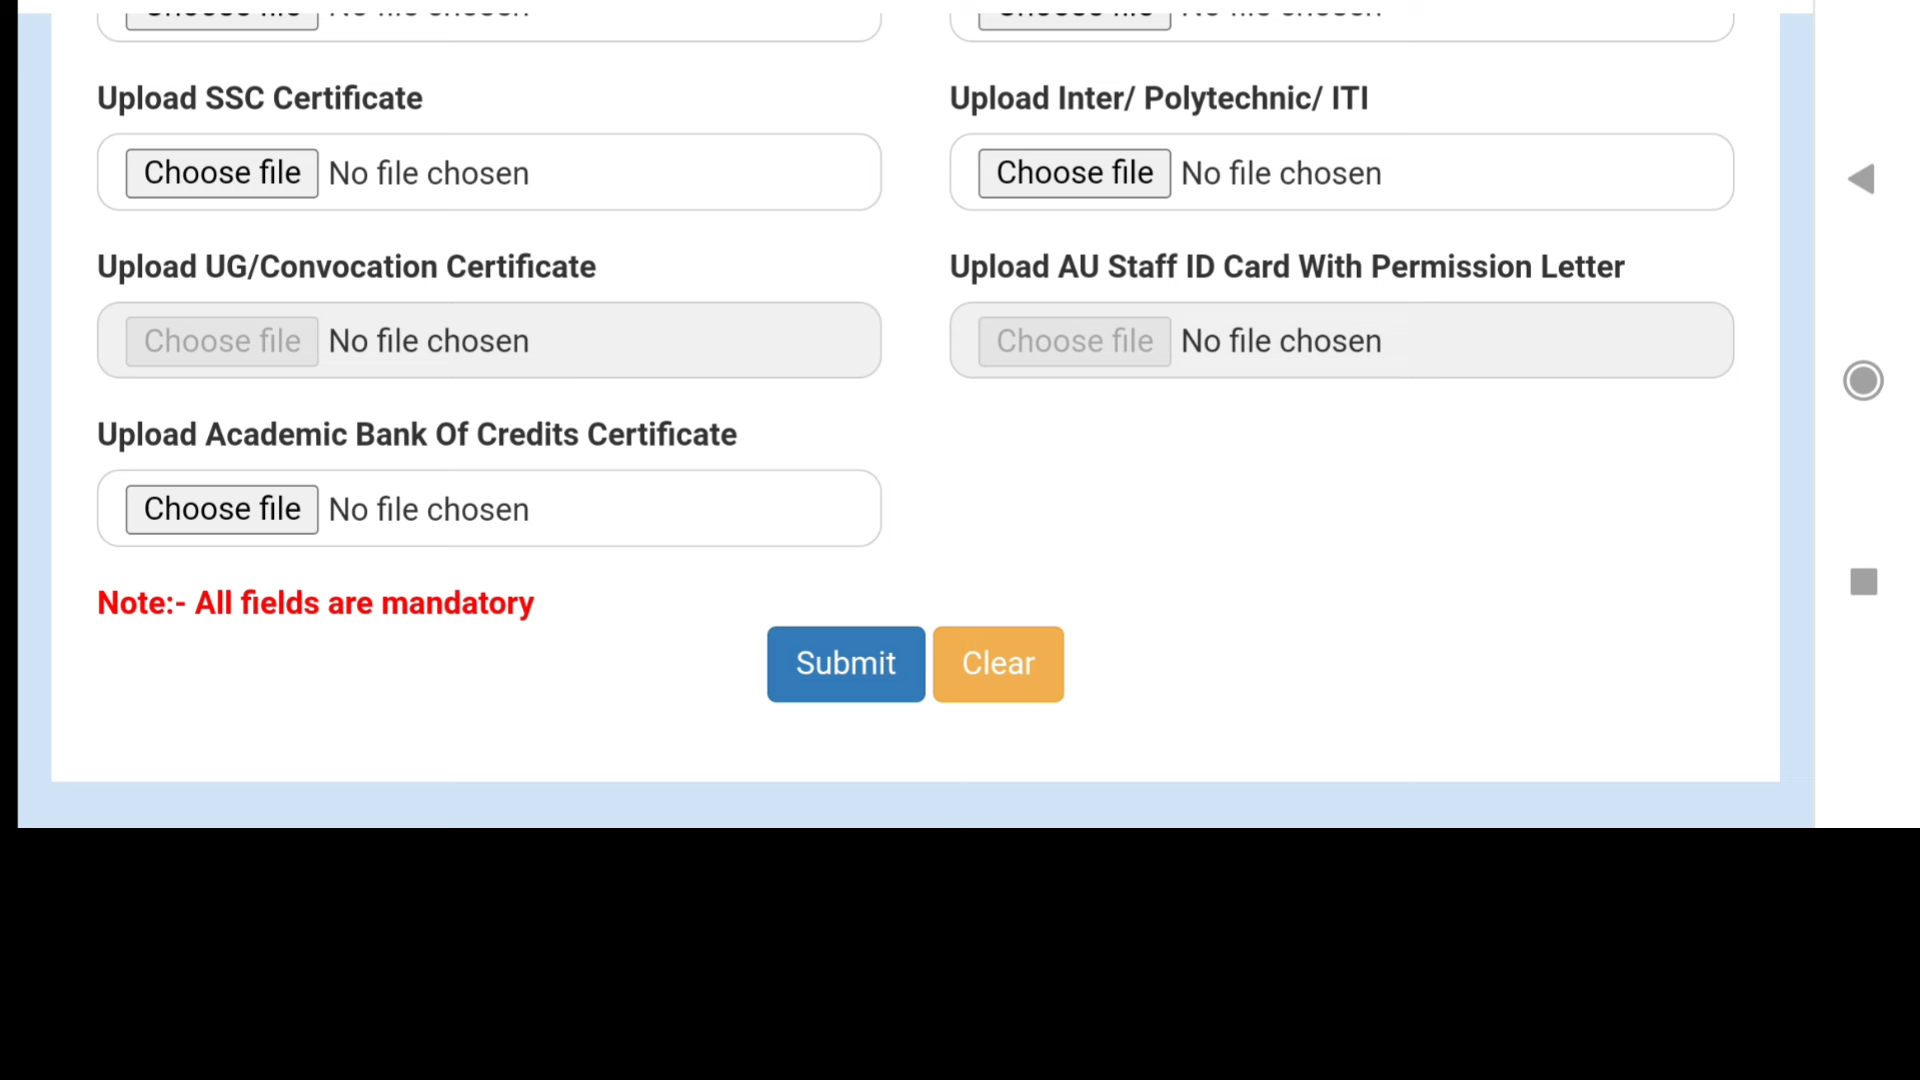 Upload SSC Certificate
Upload Inter/ Polytechnic/ ITI
Choose file No file chosen
Choose file No file chosen
Upload UG/Convocation Certificate
Upload AU Staff ID Card With Permission Letter
Choose file No file chosen
Choose file No file chosen
Upload Academic Bank Of Credits Certificate
Choose file No file chosen
Note:- All fields are mandatory
Submit
Clear